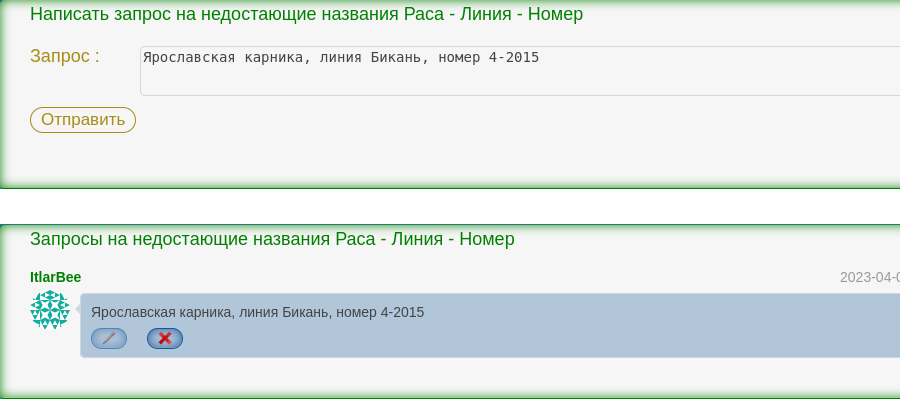 Написать запрос на недостающие названия Раса - Линия - Номер
Запрос :
Ярославская карника, линия Бикань, номер 4-2015
Отправить
Запросы на недостающие названия Раса - Линия - Номер
ItlarBee
2023-04-0
Ярославская карника, линия Бикань, номер 4-2015